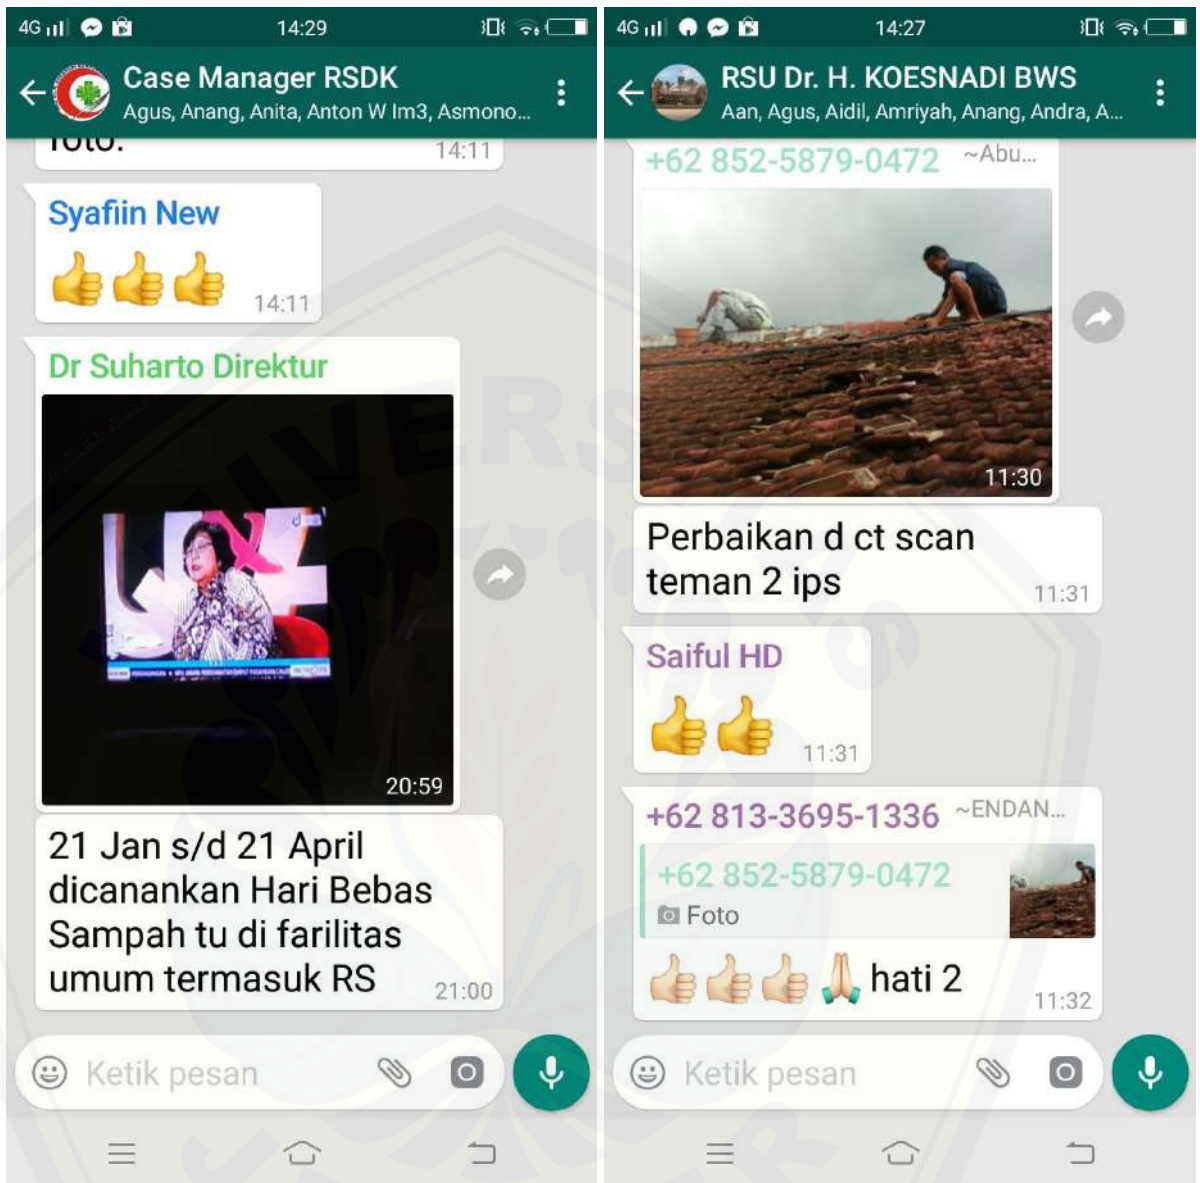 4G 14:29
Case Manager RSDK
Agus, Anang, Anita, Anton W Im3, Asmono...
foto.
14:11
Syafiin New
👍👍👍 14:11
Dr Suharto Direktur
20:59
21 Jan s/d 21 April
dicanankan Hari Bebas
Sampah tu di farilitas
umum termasuk RS 21:00
Ketik pesan
4G 14:27
RSU Dr. H. KOESNADI BWS
Aan, Agus, Aidil, Amriyah, Anang, Andra, A...
+62 852-5879-0472 ~Abu...
11:30
Perbaikan d ct scan
teman 2 ips 11:31
Saiful HD
👍👍 11:31
+62 813-3695-1336 ~ENDAN...
+62 852-5879-0472
Foto
👍🏻👍🏻👍🏻🙏🏻 hati 2 11:32
Ketik pesan